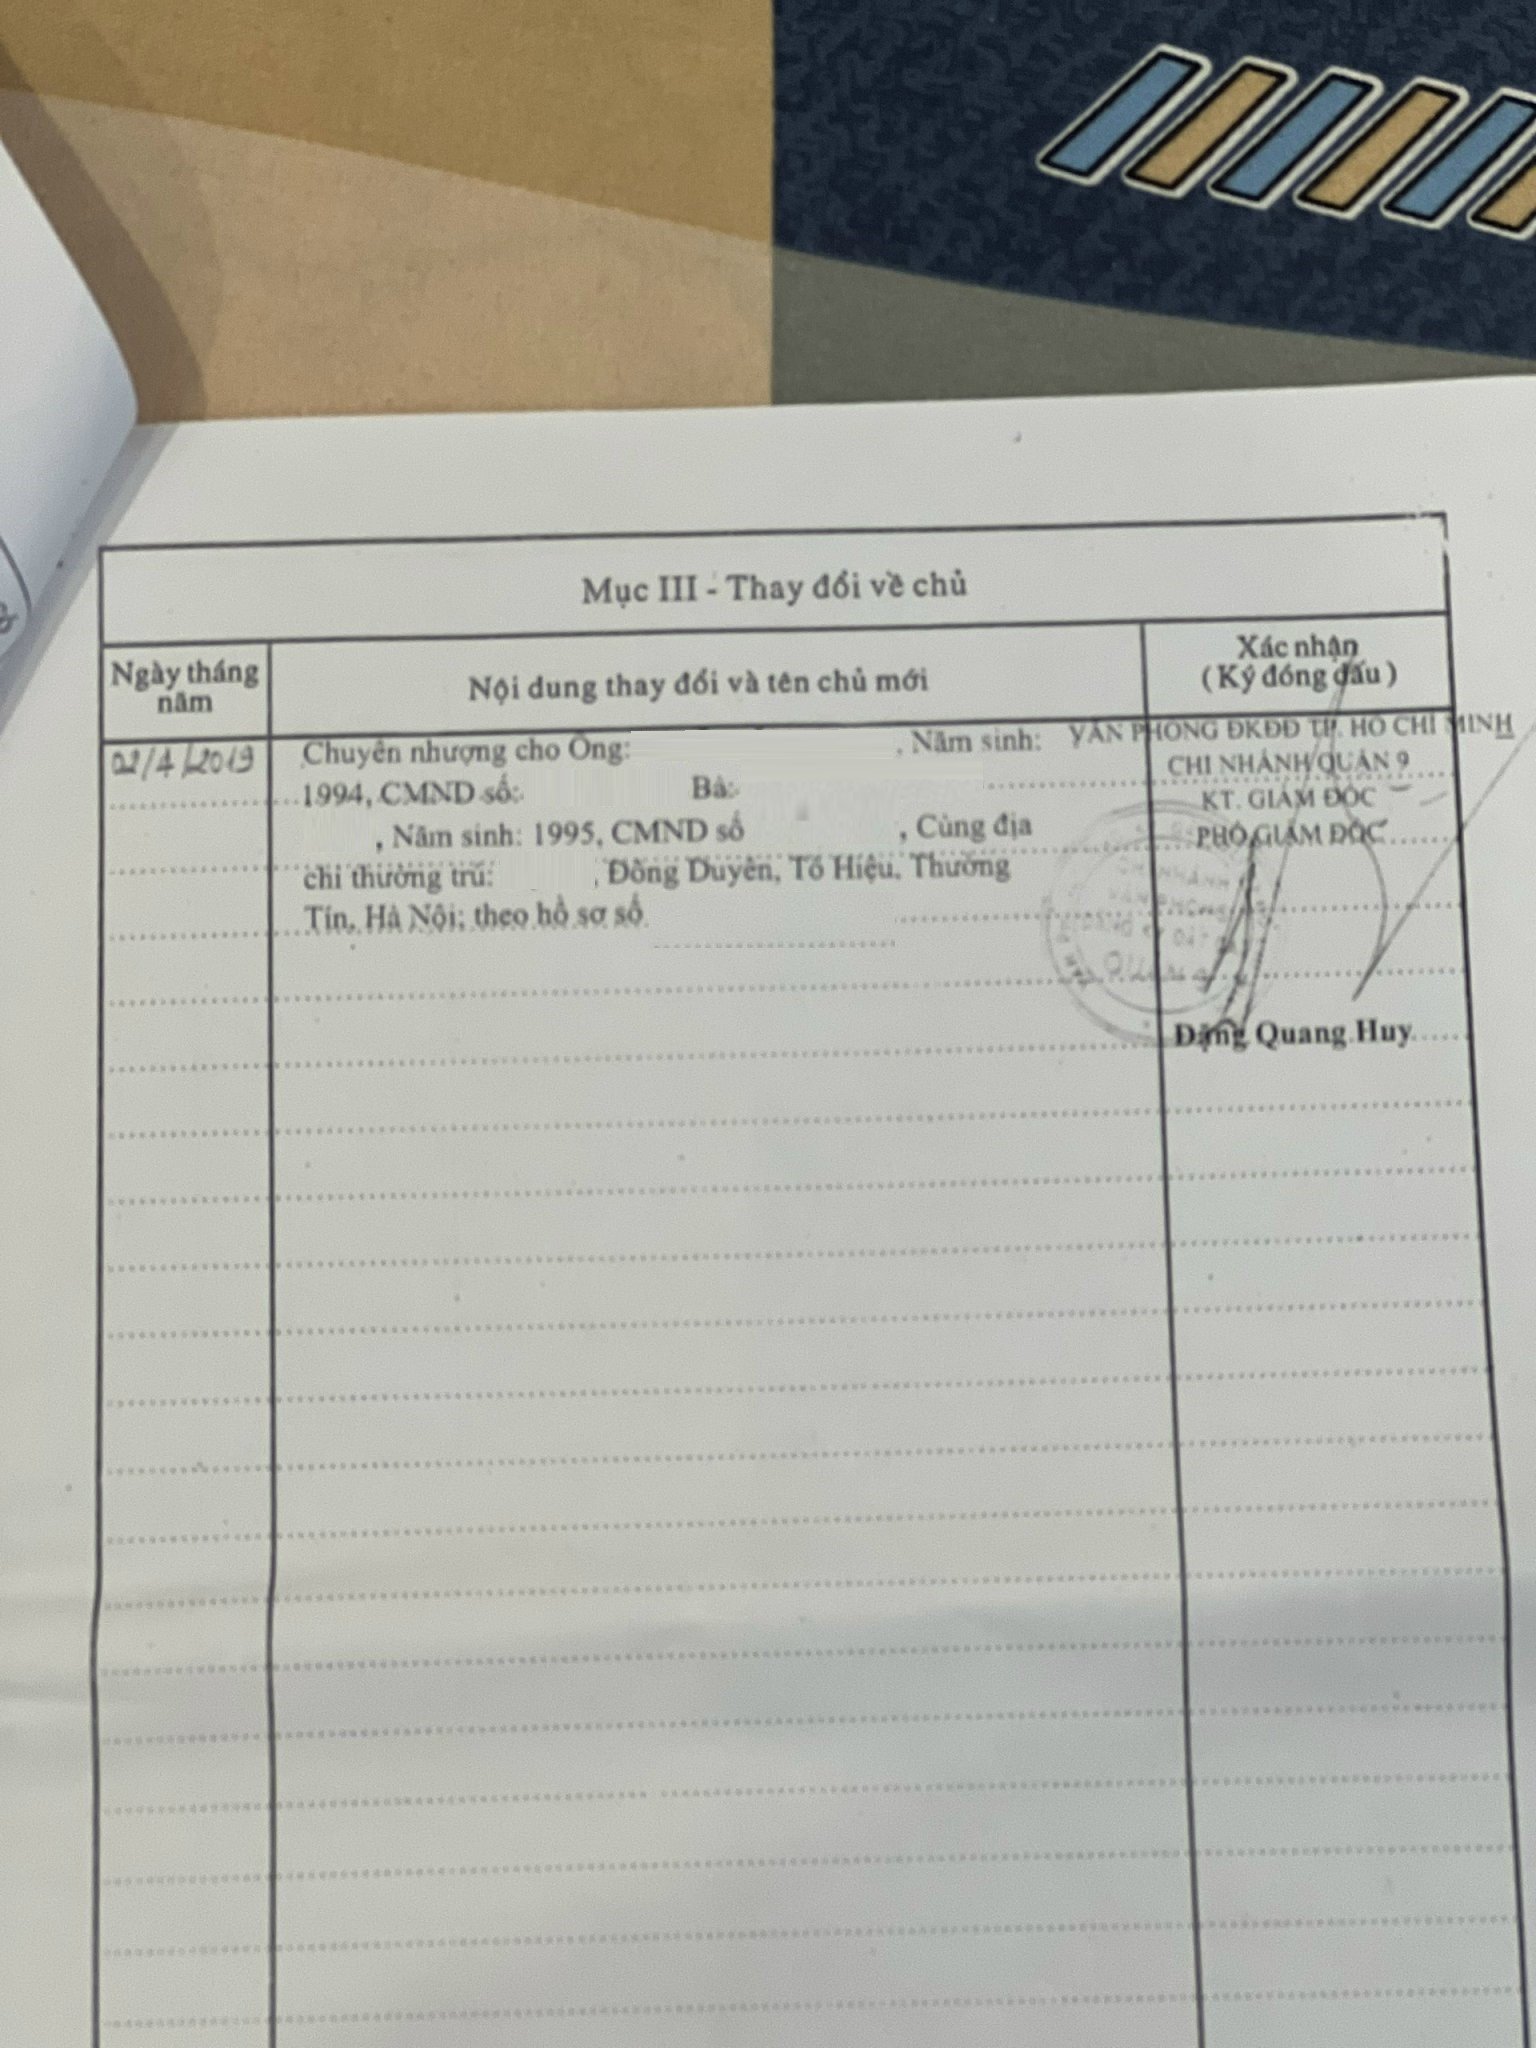 Mục III - Thay đổi về chủ
Ngày tháng năm
Nội dung thay đổi và tên chủ mới
Xác nhận
( Ký đóng dấu )
02/4/2019
Chuyển nhượng cho Ông: , Năm sinh:
1994, CMND số: Bà:
, Năm sinh: 1995, CMND số , Cùng địa
chỉ thường trú: , Đông Duyên, Tô Hiệu, Thường
Tín, Hà Nội; theo hồ sơ số
VĂN PHÒNG ĐKĐĐ TP. HỒ CHÍ MINH
CHI NHÁNH QUẬN 9
KT. GIÁM ĐỐC
PHÓ GIÁM ĐỐC
Đặng Quang Huy